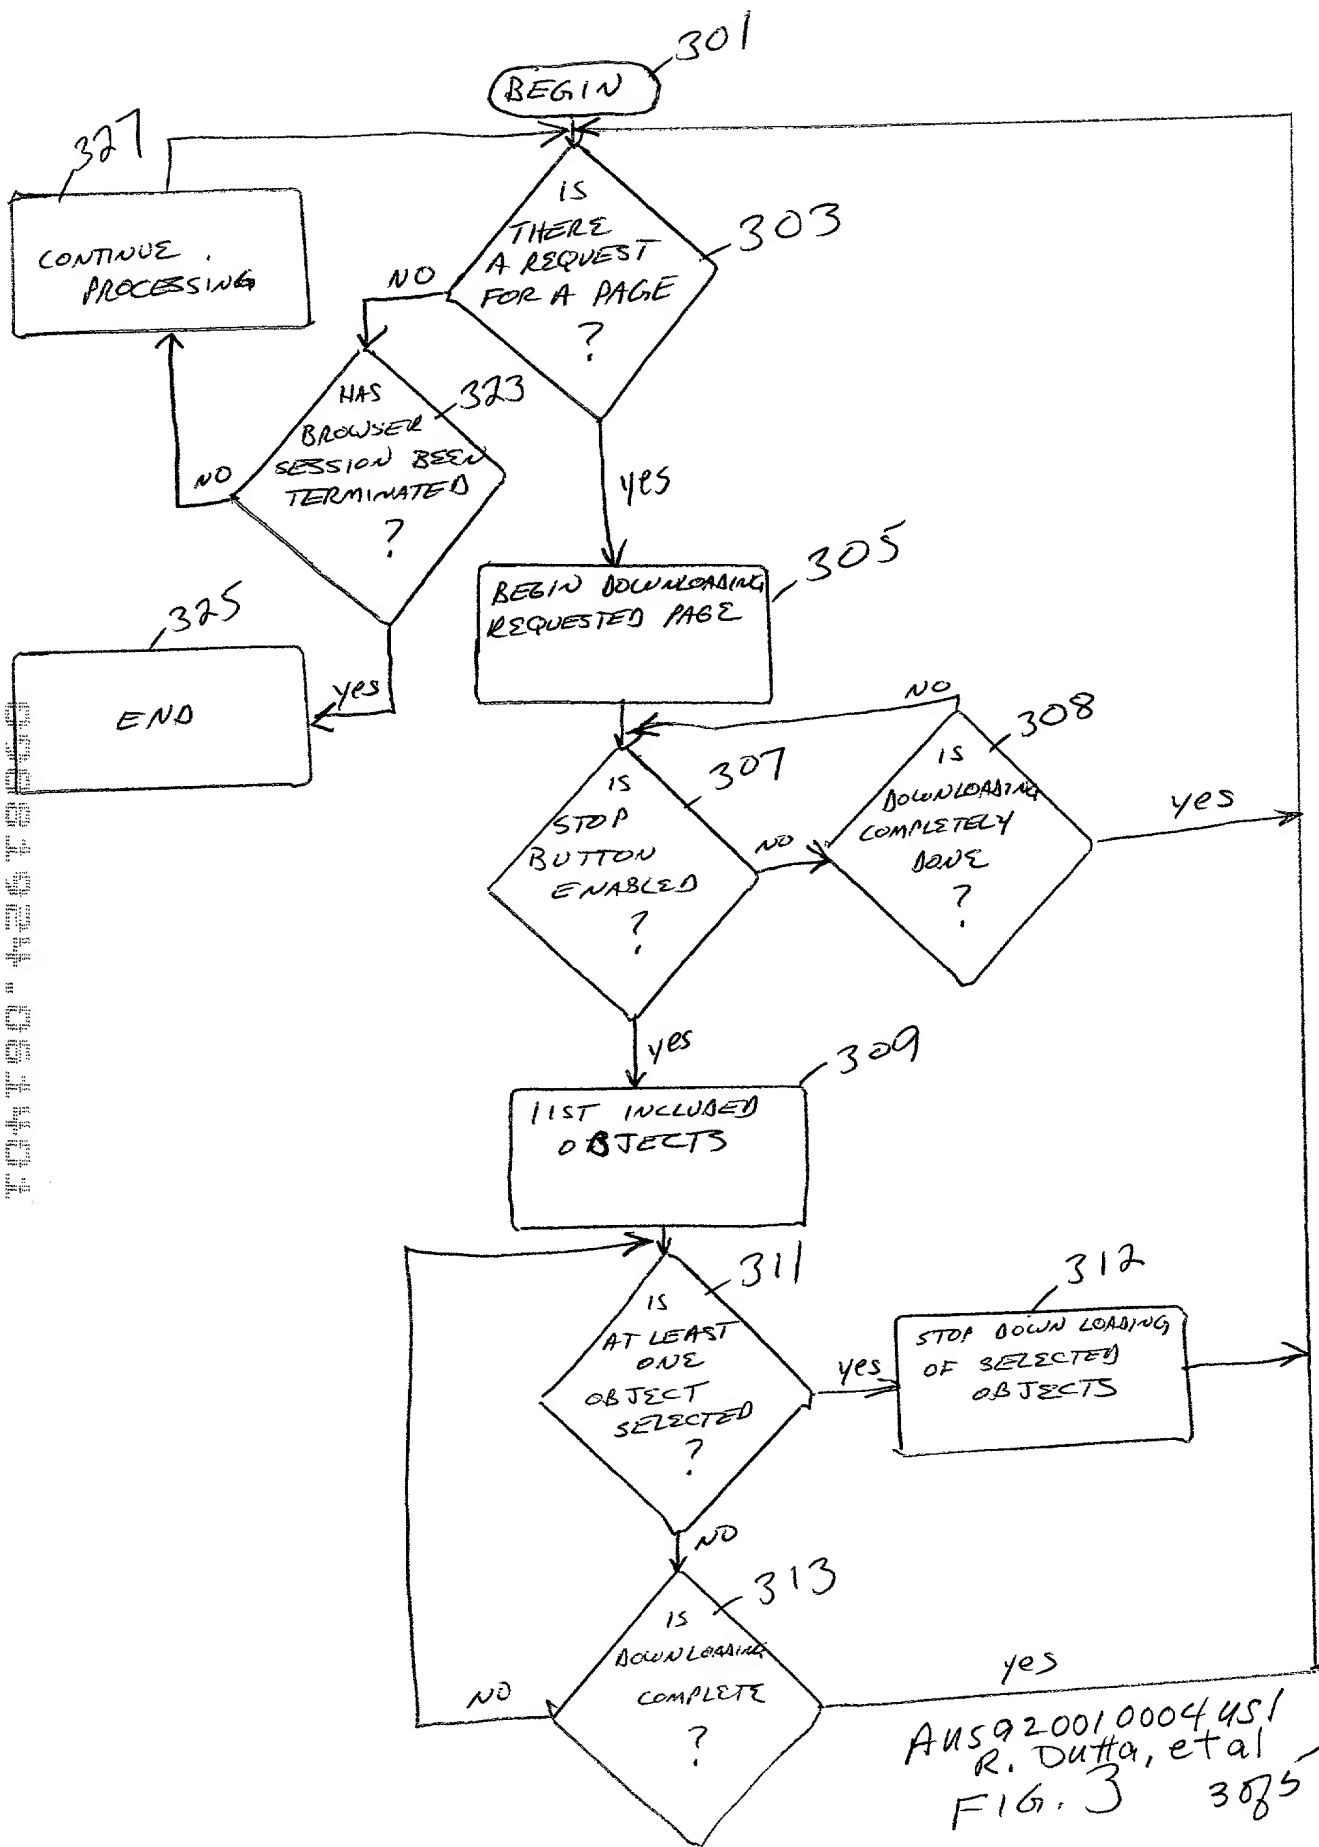 301
BEGIN
327
CONTINUE.
PROCESSING
IS
THERE
A REQUEST
FOR A PAGE
?
303
NO
HAS
BROWSER
SESSION BEEN
TERMINATED
?
323
NO
yes
325
END
yes
BEGIN DOWNLOADING
REQUESTED PAGE
305
NO
IS
STOP
BUTTON
ENABLED
?
307
NO
IS
DOWNLOADING
COMPLETELY
DONE
?
308
yes
yes
309
LIST INCLUDED
OBJECTS
IS
AT LEAST
ONE
OBJECT
SELECTED
?
311
yes
312
STOP DOWN LOADING
OF SELECTED
OBJECTS
NO
IS
DOWNLOADING
COMPLETE
?
313
NO
yes
AUS920010004US1
R. Dutta, et al
FIG. 3
3 of 5